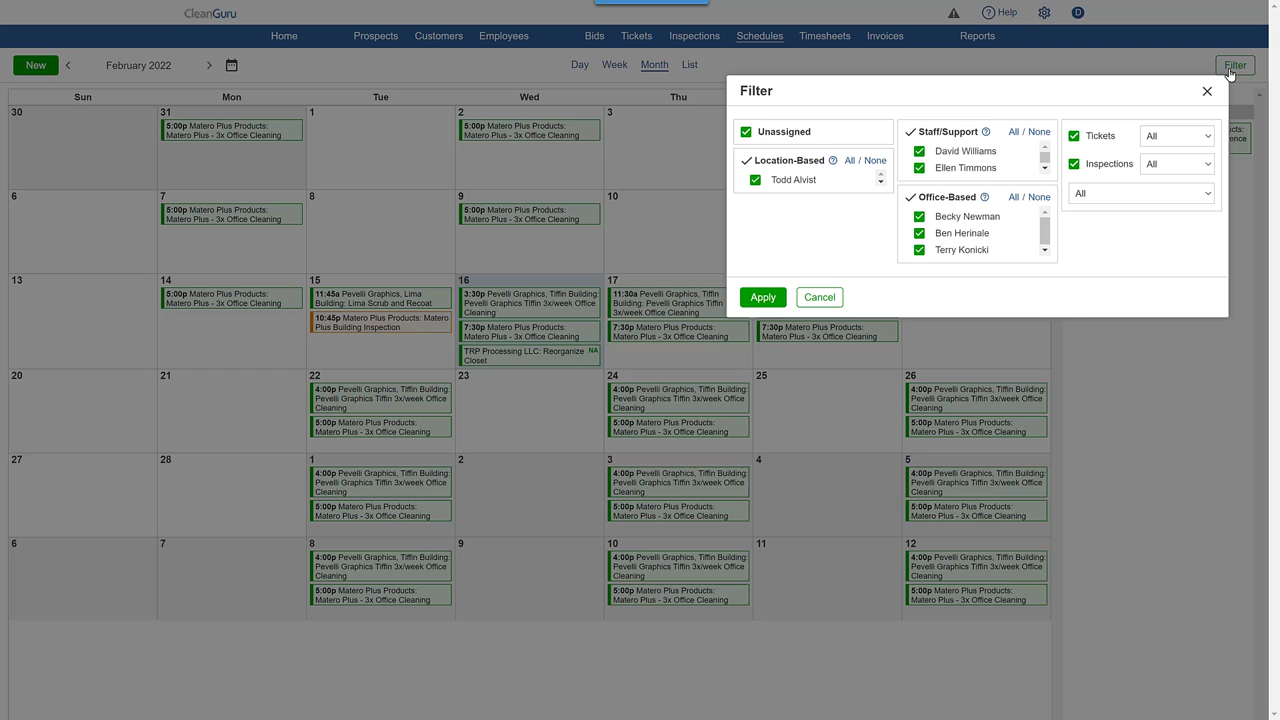 CleanGuru
Help
D
Home Prospects Customers Employees Bids Tickets Inspections Schedules Timesheets Invoices Reports
New February 2022 Day Week Month List Filter
Filter
Unassigned
Location-Based All / None
Todd Alvist
Staff/Support All / None
David Williams
Ellen Timmons
Office-Based All / None
Becky Newman
Ben Herinale
Terry Konicki
Tickets All
Inspections All
All
Apply Cancel
Sun Mon Tue Wed Thu
30 31 1 2 3
5:00p Matero Plus Products:
Matero Plus - 3x Office Cleaning
5:00p Matero Plus Products:
Matero Plus - 3x Office Cleaning
cts:
ence
6 7 8 9 10
5:00p Matero Plus Products:
Matero Plus - 3x Office Cleaning
5:00p Matero Plus Products:
Matero Plus - 3x Office Cleaning
13 14 15 16 17
5:00p Matero Plus Products:
Matero Plus - 3x Office Cleaning
11:45a Pevelli Graphics, Lima
Building: Lima Scrub and Recoat
10:45p Matero Plus Products: Matero
Plus Building Inspection
3:30p Pevelli Graphics, Tiffin Building:
Pevelli Graphics Tiffin 3x/week Office
Cleaning
7:30p Matero Plus Products:
Matero Plus - 3x Office Cleaning
TRP Processing LLC: Reorganize NA
Closet
11:30a Pevelli Graphics, Tiffin
Building: Pevelli Graphics Tiffin
3x/week Office Cleaning
7:30p Matero Plus Products:
Matero Plus - 3x Office Cleaning
7:30p Matero Plus Products:
Matero Plus - 3x Office Cleaning
20 21 22 23 24 25 26
4:00p Pevelli Graphics, Tiffin Building:
Pevelli Graphics Tiffin 3x/week Office
Cleaning
5:00p Matero Plus Products:
Matero Plus - 3x Office Cleaning
4:00p Pevelli Graphics, Tiffin Building:
Pevelli Graphics Tiffin 3x/week Office
Cleaning
5:00p Matero Plus Products:
Matero Plus - 3x Office Cleaning
4:00p Pevelli Graphics, Tiffin Building:
Pevelli Graphics Tiffin 3x/week Office
Cleaning
5:00p Matero Plus Products:
Matero Plus - 3x Office Cleaning
27 28 1 2 3 4 5
4:00p Pevelli Graphics, Tiffin Building:
Pevelli Graphics Tiffin 3x/week Office
Cleaning
5:00p Matero Plus Products:
Matero Plus - 3x Office Cleaning
4:00p Pevelli Graphics, Tiffin Building:
Pevelli Graphics Tiffin 3x/week Office
Cleaning
5:00p Matero Plus Products:
Matero Plus - 3x Office Cleaning
4:00p Pevelli Graphics, Tiffin Building:
Pevelli Graphics Tiffin 3x/week Office
Cleaning
5:00p Matero Plus Products:
Matero Plus - 3x Office Cleaning
6 7 8 9 10 11 12
4:00p Pevelli Graphics, Tiffin Building:
Pevelli Graphics Tiffin 3x/week Office
Cleaning
5:00p Matero Plus Products:
Matero Plus - 3x Office Cleaning
4:00p Pevelli Graphics, Tiffin Building:
Pevelli Graphics Tiffin 3x/week Office
Cleaning
5:00p Matero Plus Products:
Matero Plus - 3x Office Cleaning
4:00p Pevelli Graphics, Tiffin Building:
Pevelli Graphics Tiffin 3x/week Office
Cleaning
5:00p Matero Plus Products:
Matero Plus - 3x Office Cleaning